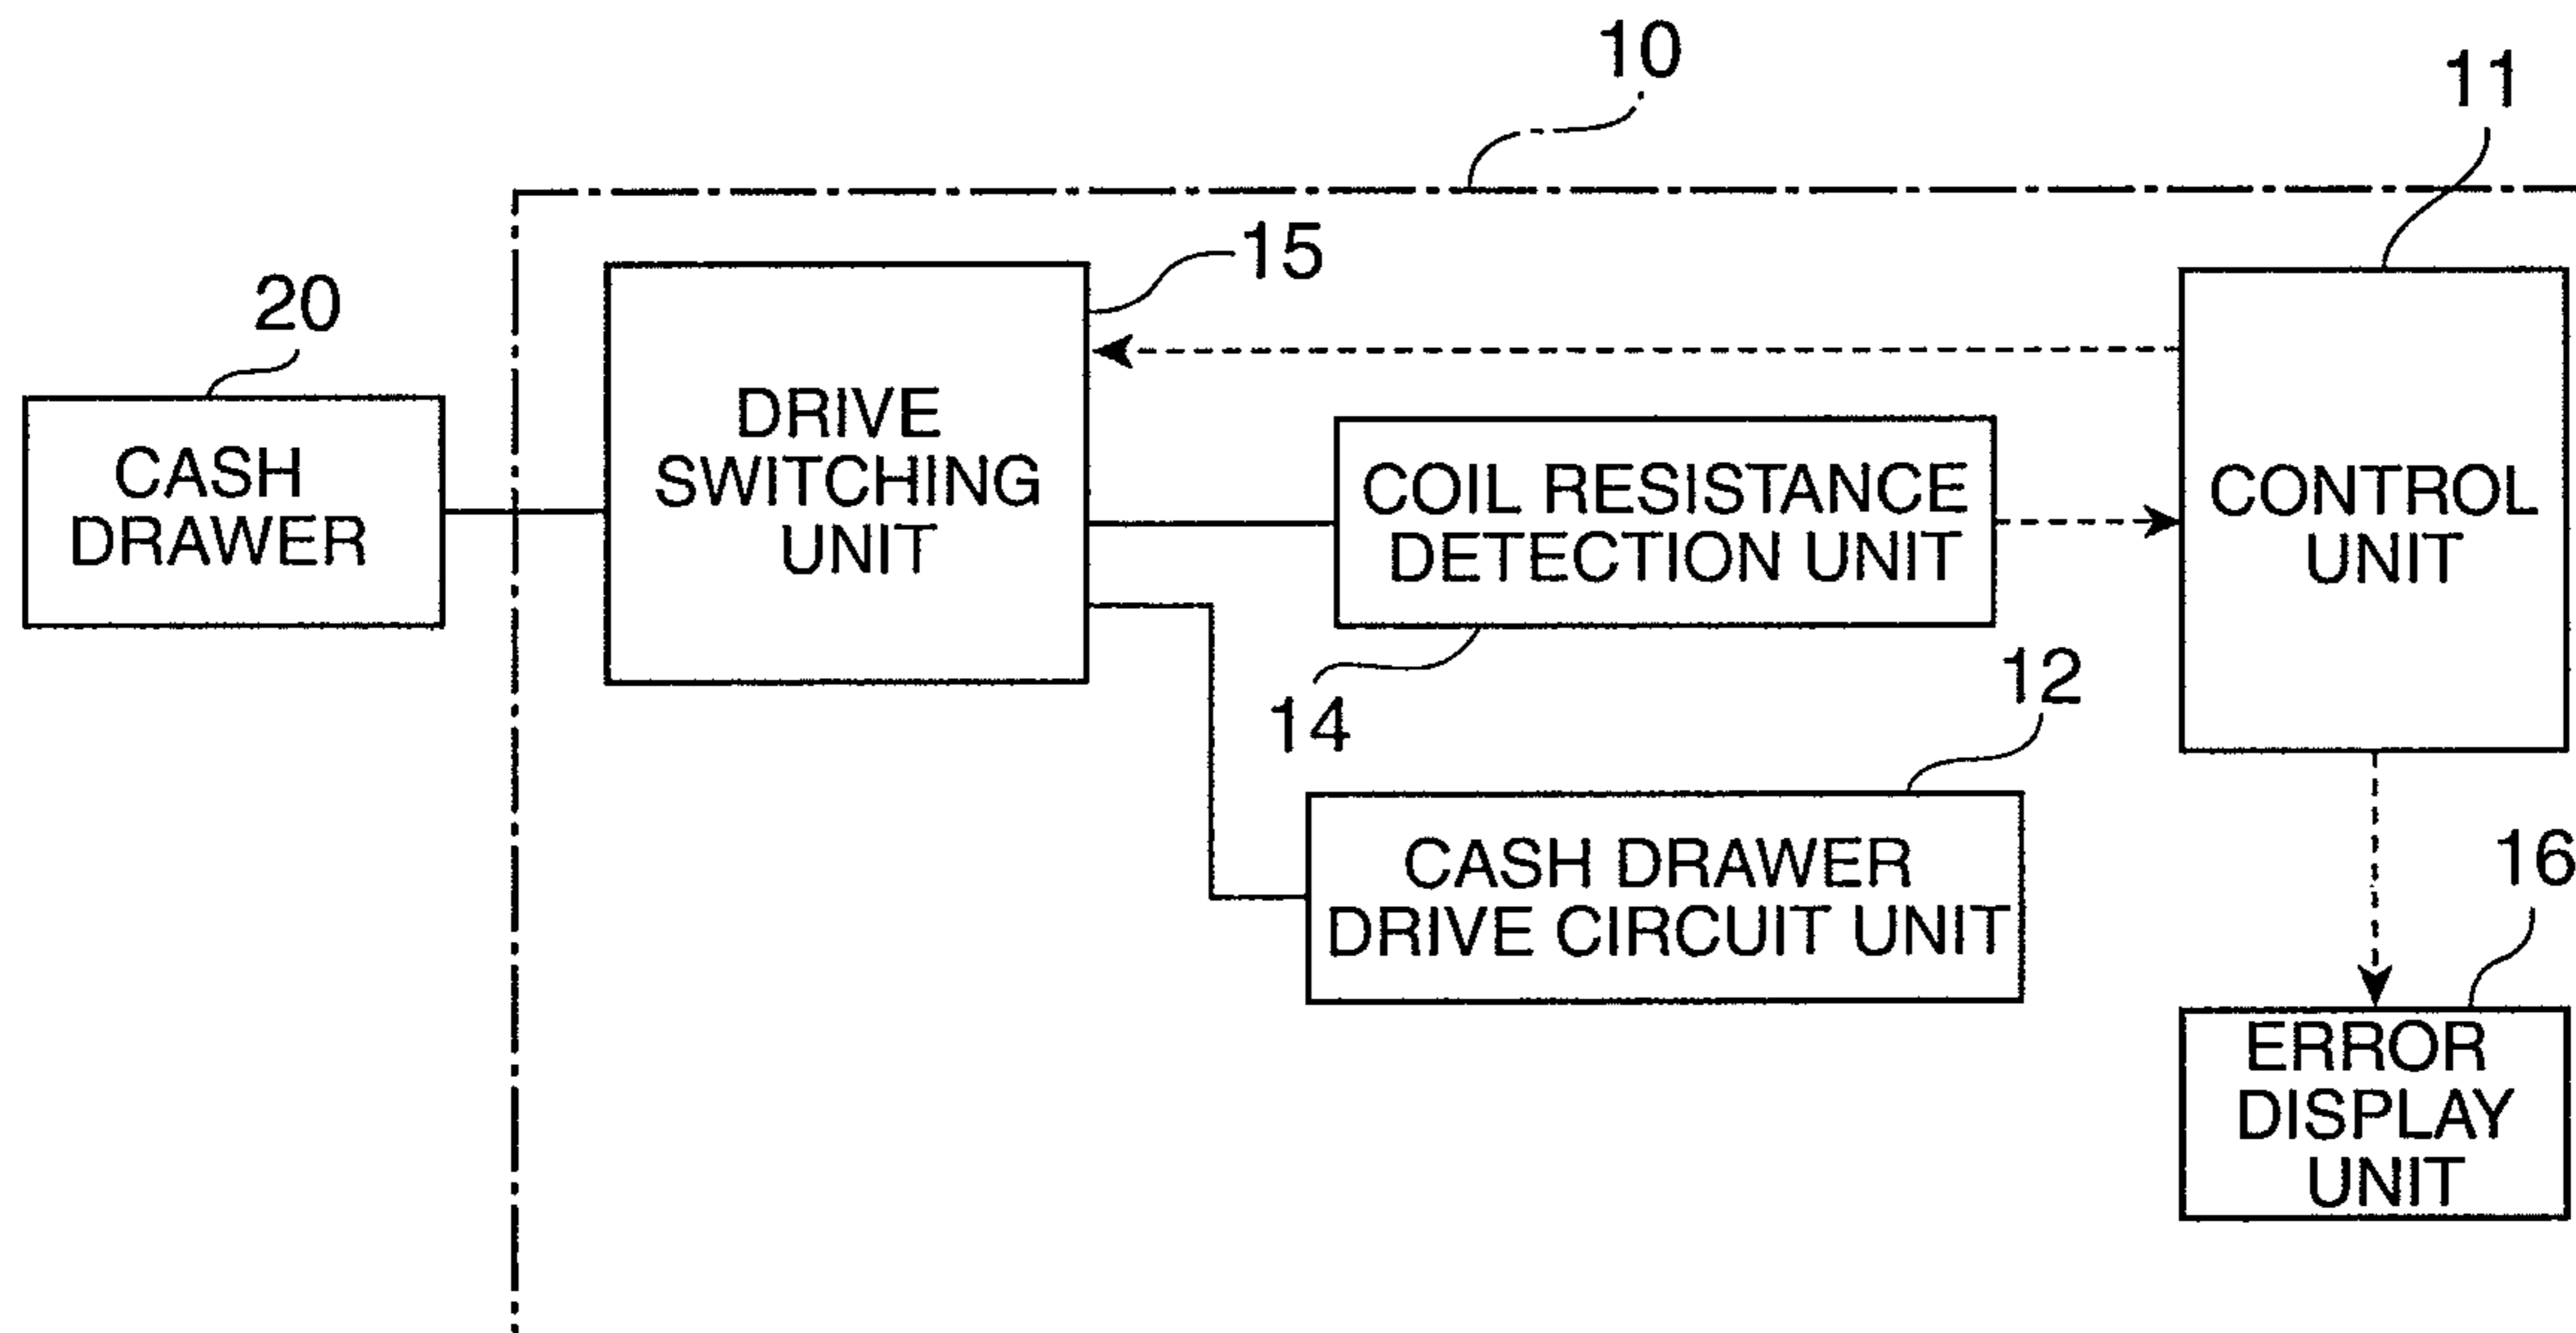 10
11
15
20
CASH
DRAWER
DRIVE
SWITCHING
UNIT
COIL RESISTANCE
DETECTION UNIT
CONTROL
UNIT
14
12
CASH DRAWER
DRIVE CIRCUIT UNIT
16
ERROR
DISPLAY
UNIT